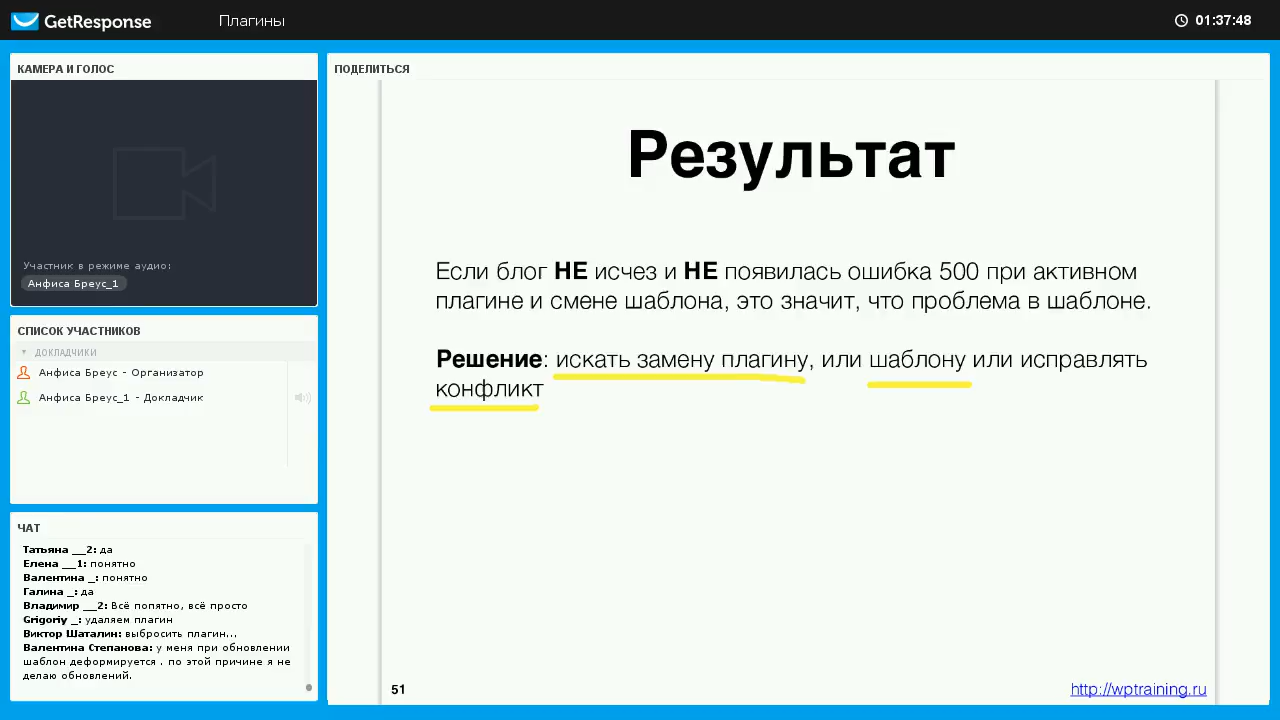 GetResponse
Плагины
01:37:48
КАМЕРА И ГОЛОС
Участник в режиме аудио:
Анфиса Бреус_1
СПИСОК УЧАСТНИКОВ
ДОКЛАДЧИКИ
Анфиса Бреус - Организатор
Анфиса Бреус_1 - Докладчик
ЧАТ
Татьяна __2: да
Елена __1: понятно
Валентина _: понятно
Галина _: да
Владимир __2: Всё попятно, всё просто
Grigoriy _: удаляем плагин
Виктор Шаталин: выбросить плагин...
Валентина Степанова: у меня при обновлении
шаблон деформируется . по этой причине я не
делаю обновлений.
ПОДЕЛИТЬСЯ
Результат
Если блог НЕ исчез и НЕ появилась ошибка 500 при активном
плагине и смене шаблона, это значит, что проблема в шаблоне.
Решение: искать замену плагину, или шаблону или исправлять
конфликт
51
http://wptraining.ru